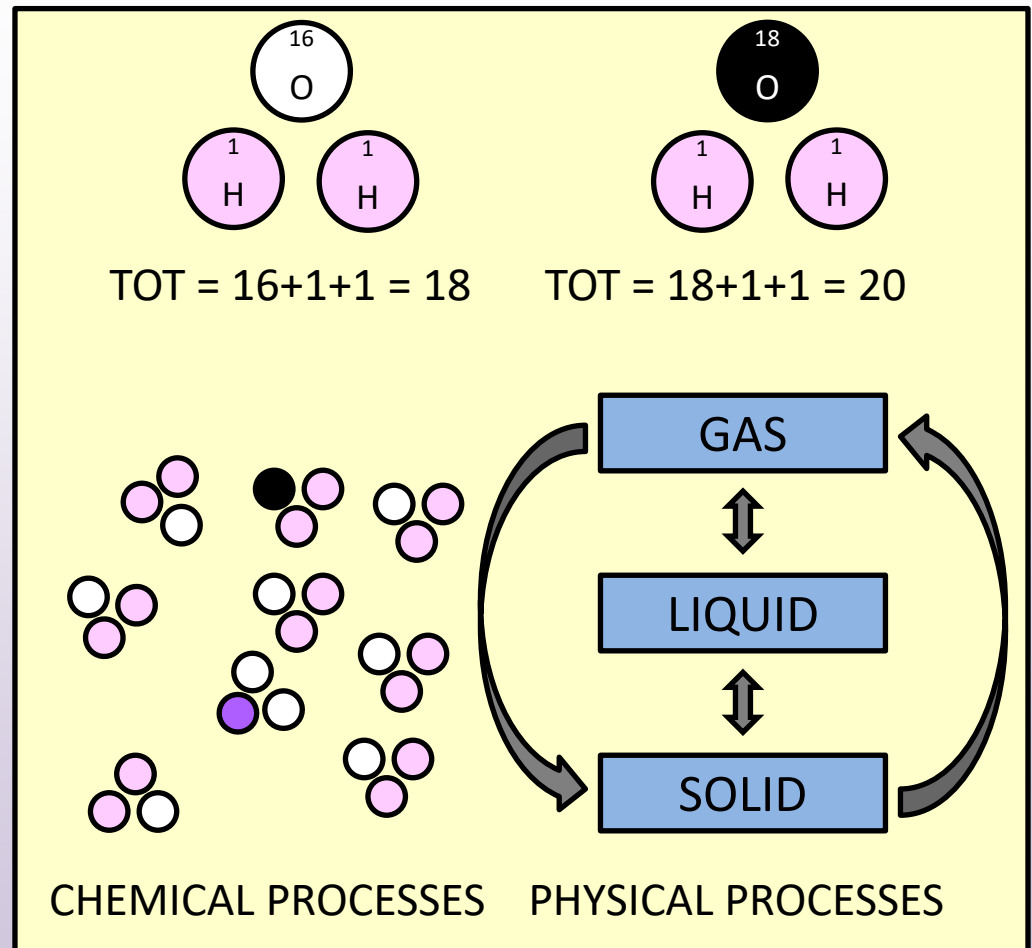 16 18
O O
1 1 1 1
H H H H
TOT = 16+1+1 = 18 TOT = 18+1+1 = 20
GAS
LIQUID
SOLID
CHEMICAL PROCESSES PHYSICAL PROCESSES